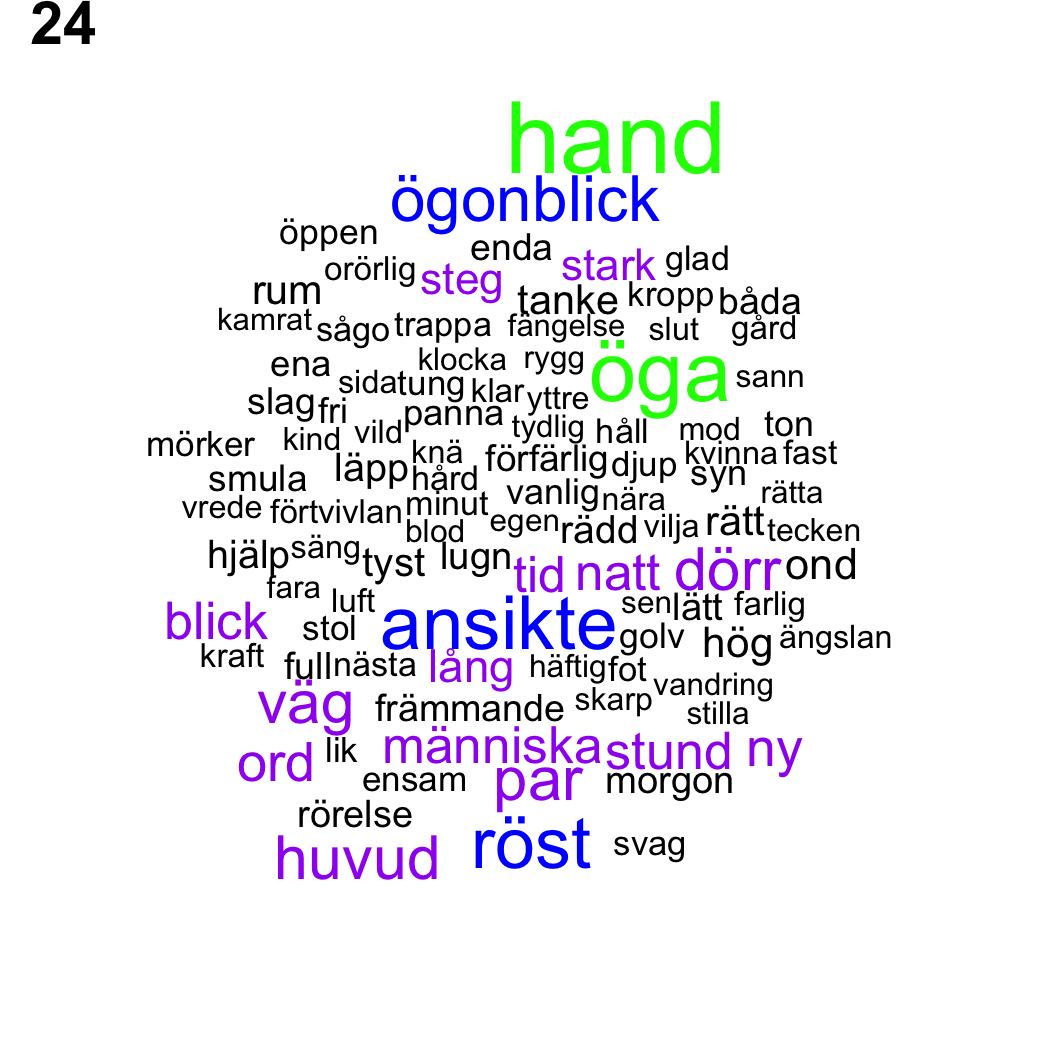 24
hand
ögonblick
öppen enda
orörlig steg stark glad
rum tanke kropp båda
kamrat sågo trappa fängelse slut gård
ena klocka rygg öga sann
sida tung klar yttre
slag fri panna tydlig håll mod ton
mörker kind vild knä förfärlig djup kvinna fast
smula läpp hård syn
vrede förtvivlan minut vanlig nära rätta
blod egen rädd vilja rätt tecken
hjälp säng tyst lugn tid natt dörr ond
fara luft ansikte sen lätt farlig
blick stol golv hög ängslan
kraft full nästa lång häftig fot
väg främmande skarp vandring stilla
ord lik människa stund ny
ensam par morgon
rörelse
huvud röst svag